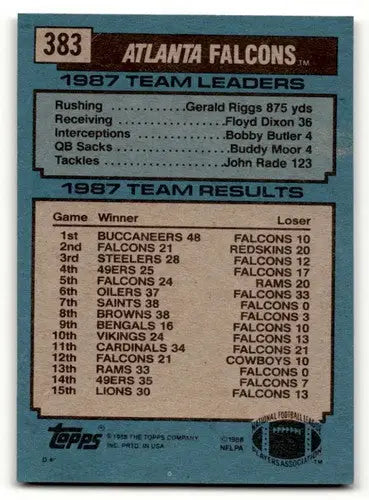 383 ATLANTA FALCONS™
1987 TEAM LEADERS
Rushing ..................Gerald Riggs 875 yds
Receiving ........................Floyd Dixon 36
Interceptions ..................Bobby Butler 4
QB Sacks........................Buddy Moor 4
Tackles ..........................John Rade 123
1987 TEAM RESULTS
Game Winner Loser
1st BUCCANEERS 48 FALCONS 10
2nd FALCONS 21 REDSKINS 20
3rd STEELERS 28 FALCONS 12
4th 49ERS 25 FALCONS 17
5th FALCONS 24 RAMS 20
6th OILERS 37 FALCONS 33
7th SAINTS 38 FALCONS 0
8th BROWNS 38 FALCONS 3
9th BENGALS 16 FALCONS 10
10th VIKINGS 24 FALCONS 13
11th CARDINALS 34 FALCONS 21
12th FALCONS 21 COWBOYS 10
13th RAMS 33 FALCONS 0
14th 49ERS 35 FALCONS 7
15th LIONS 30 FALCONS 13
topps ® © 1988 THE TOPPS COMPANY,
INC. PRTD. IN USA
D*
©1988
NFLPA
NATIONAL FOOTBALL LEAGUE
PLAYERS ASSOCIATION